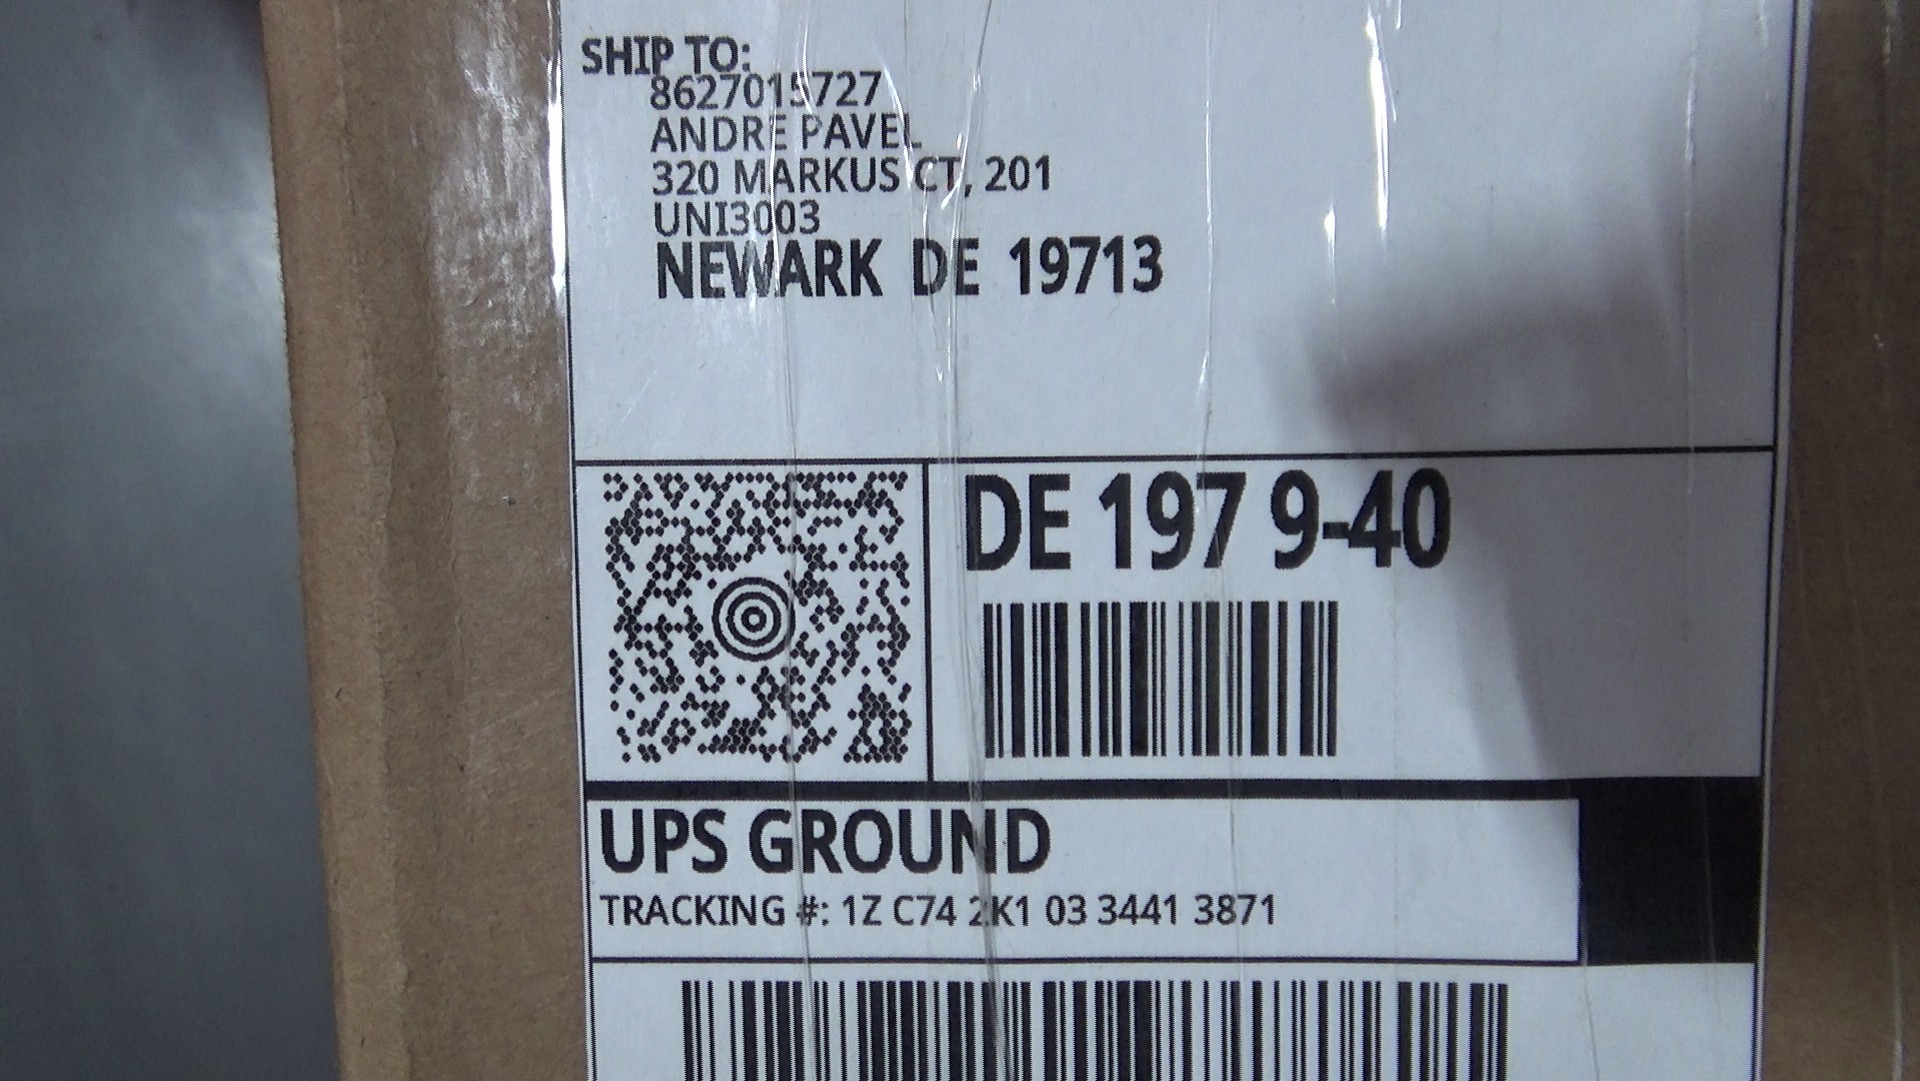 SHIP TO:
8627015727
ANDRE PAVEL
320 MARKUS CT, 201
UNI3003
NEWARK DE 19713
DE 197 9-40
UPS GROUND
TRACKING #: 1Z C74 2K1 03 3441 3871